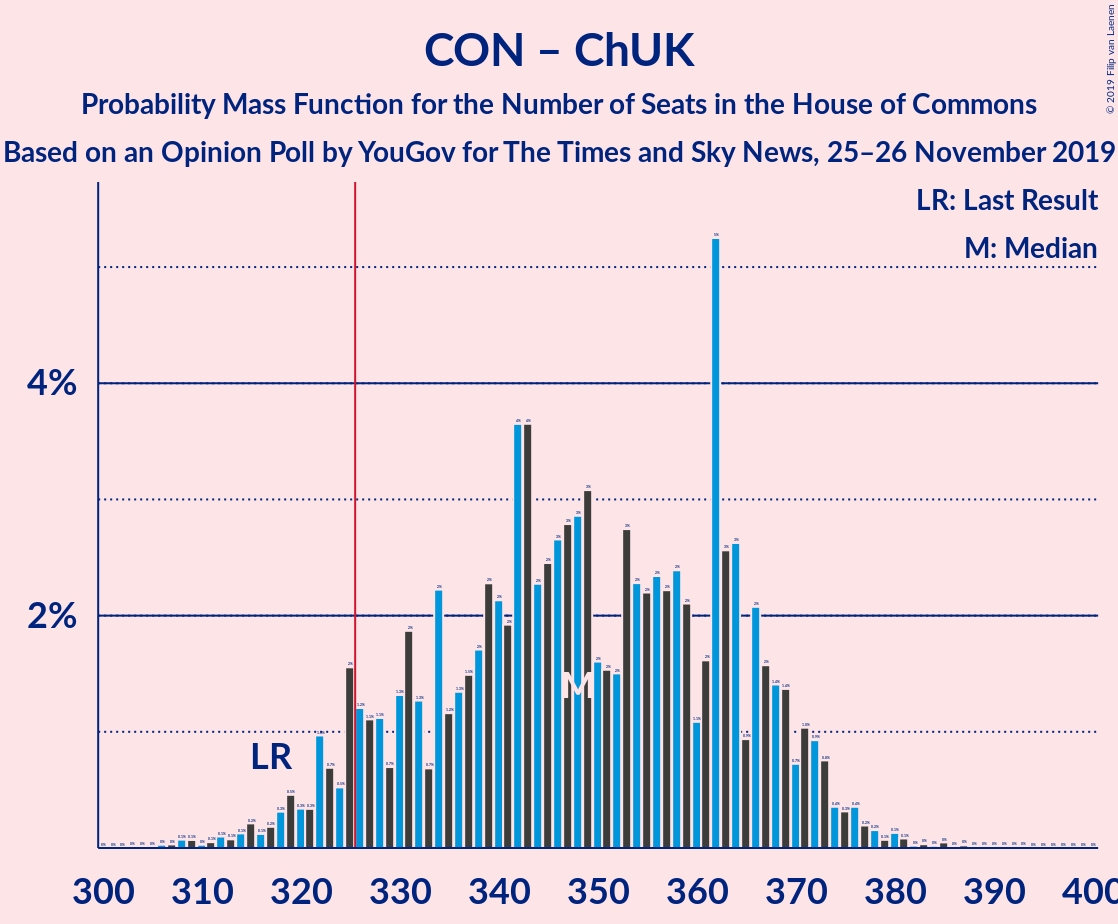 CON – ChUK
Probability Mass Function for the Number of Seats in the House of Commons
Based on an Opinion Poll by YouGov for The Times and Sky News, 25–26 November 2019
© 2019 Filip van Laenen
LR: Last Result
M: Median
4%
2%
LR
M
300 310 320 330 340 350 360 370 380 390 400